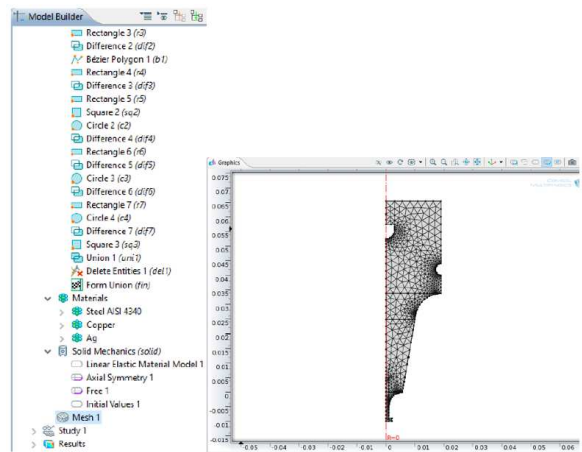 Model Builder
Rectangle 3 (r3)
Difference 2 (dif2)
Bézier Polygon 1 (b1)
Rectangle 4 (r4)
Difference 3 (dif3)
Rectangle 5 (r5)
Square 2 (sq2)
Circle 2 (c2)
Difference 4 (dif4)
Rectangle 6 (r6)
Difference 5 (dif5)
Circle 3 (c3)
Difference 6 (dif6)
Rectangle 7 (r7)
Circle 4 (c4)
Difference 7 (dif7)
Square 3 (sq3)
Union 1 (uni1)
Delete Entities 1 (del1)
Form Union (fin)
Materials
Steel AISI 4340
Copper
Ag
Solid Mechanics (solid)
Linear Elastic Material Model 1
Axial Symmetry 1
Free 1
Initial Values 1
Mesh 1
Study 1
Results
Graphics
0.075
0.07
0.065
0.06
0.055
0.05
0.045
0.04
0.035
0.03
0.025
0.02
0.015
0.01
0.005
0
-0.005
-0.01
-0.015
r=0
-0.05 -0.04 -0.03 -0.02 -0.01 0 0.01 0.02 0.03 0.04 0.05 0.06